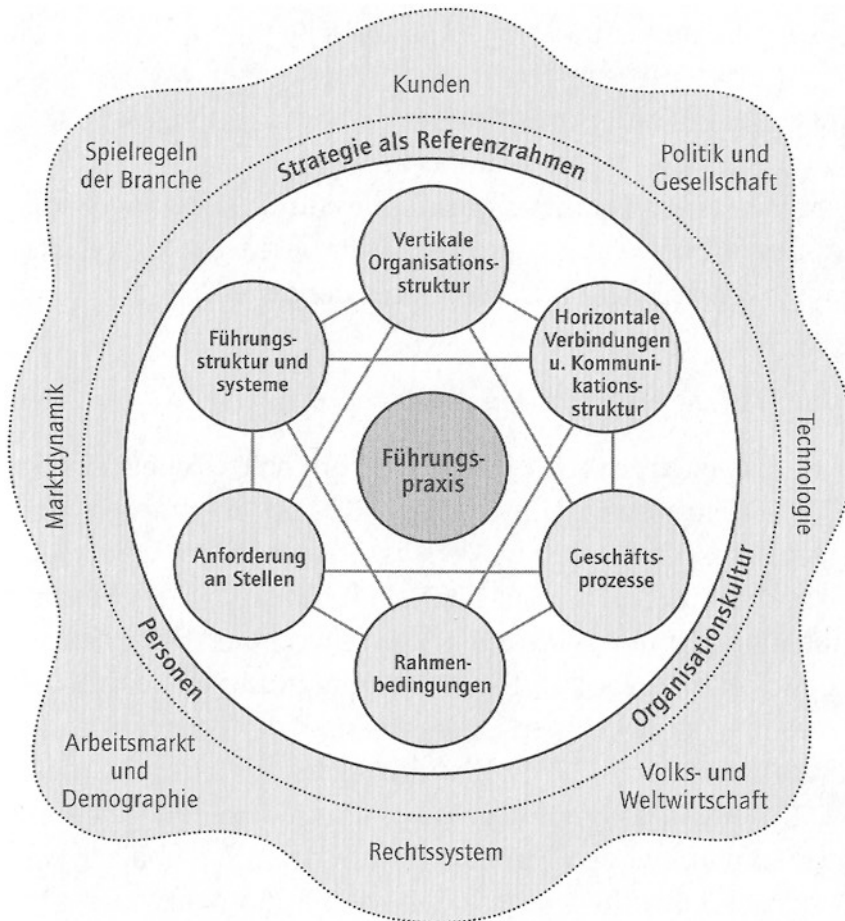 Kunden
Spielregeln
der Branche
Strategie als Referenzrahmen
Politik und
Gesellschaft
Vertikale
Organisations-
struktur
Führungs-
struktur und
systeme
Horizontale
Verbindungen
u. Kommuni-
kations-
struktur
Marktdynamik
Führungs-
praxis
Technologie
Anforderung
an Stellen
Geschäfts-
prozesse
Personen
Rahmen-
bedingungen
Organisationskultur
Arbeitsmarkt
und
Demographie
Volks- und
Weltwirtschaft
Rechtssystem